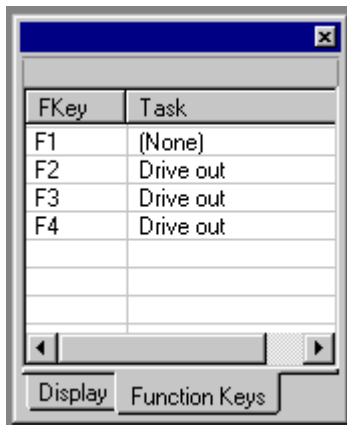 FKey Task
F1 (None)
F2 Drive out
F3 Drive out
F4 Drive out
Display Function Keys